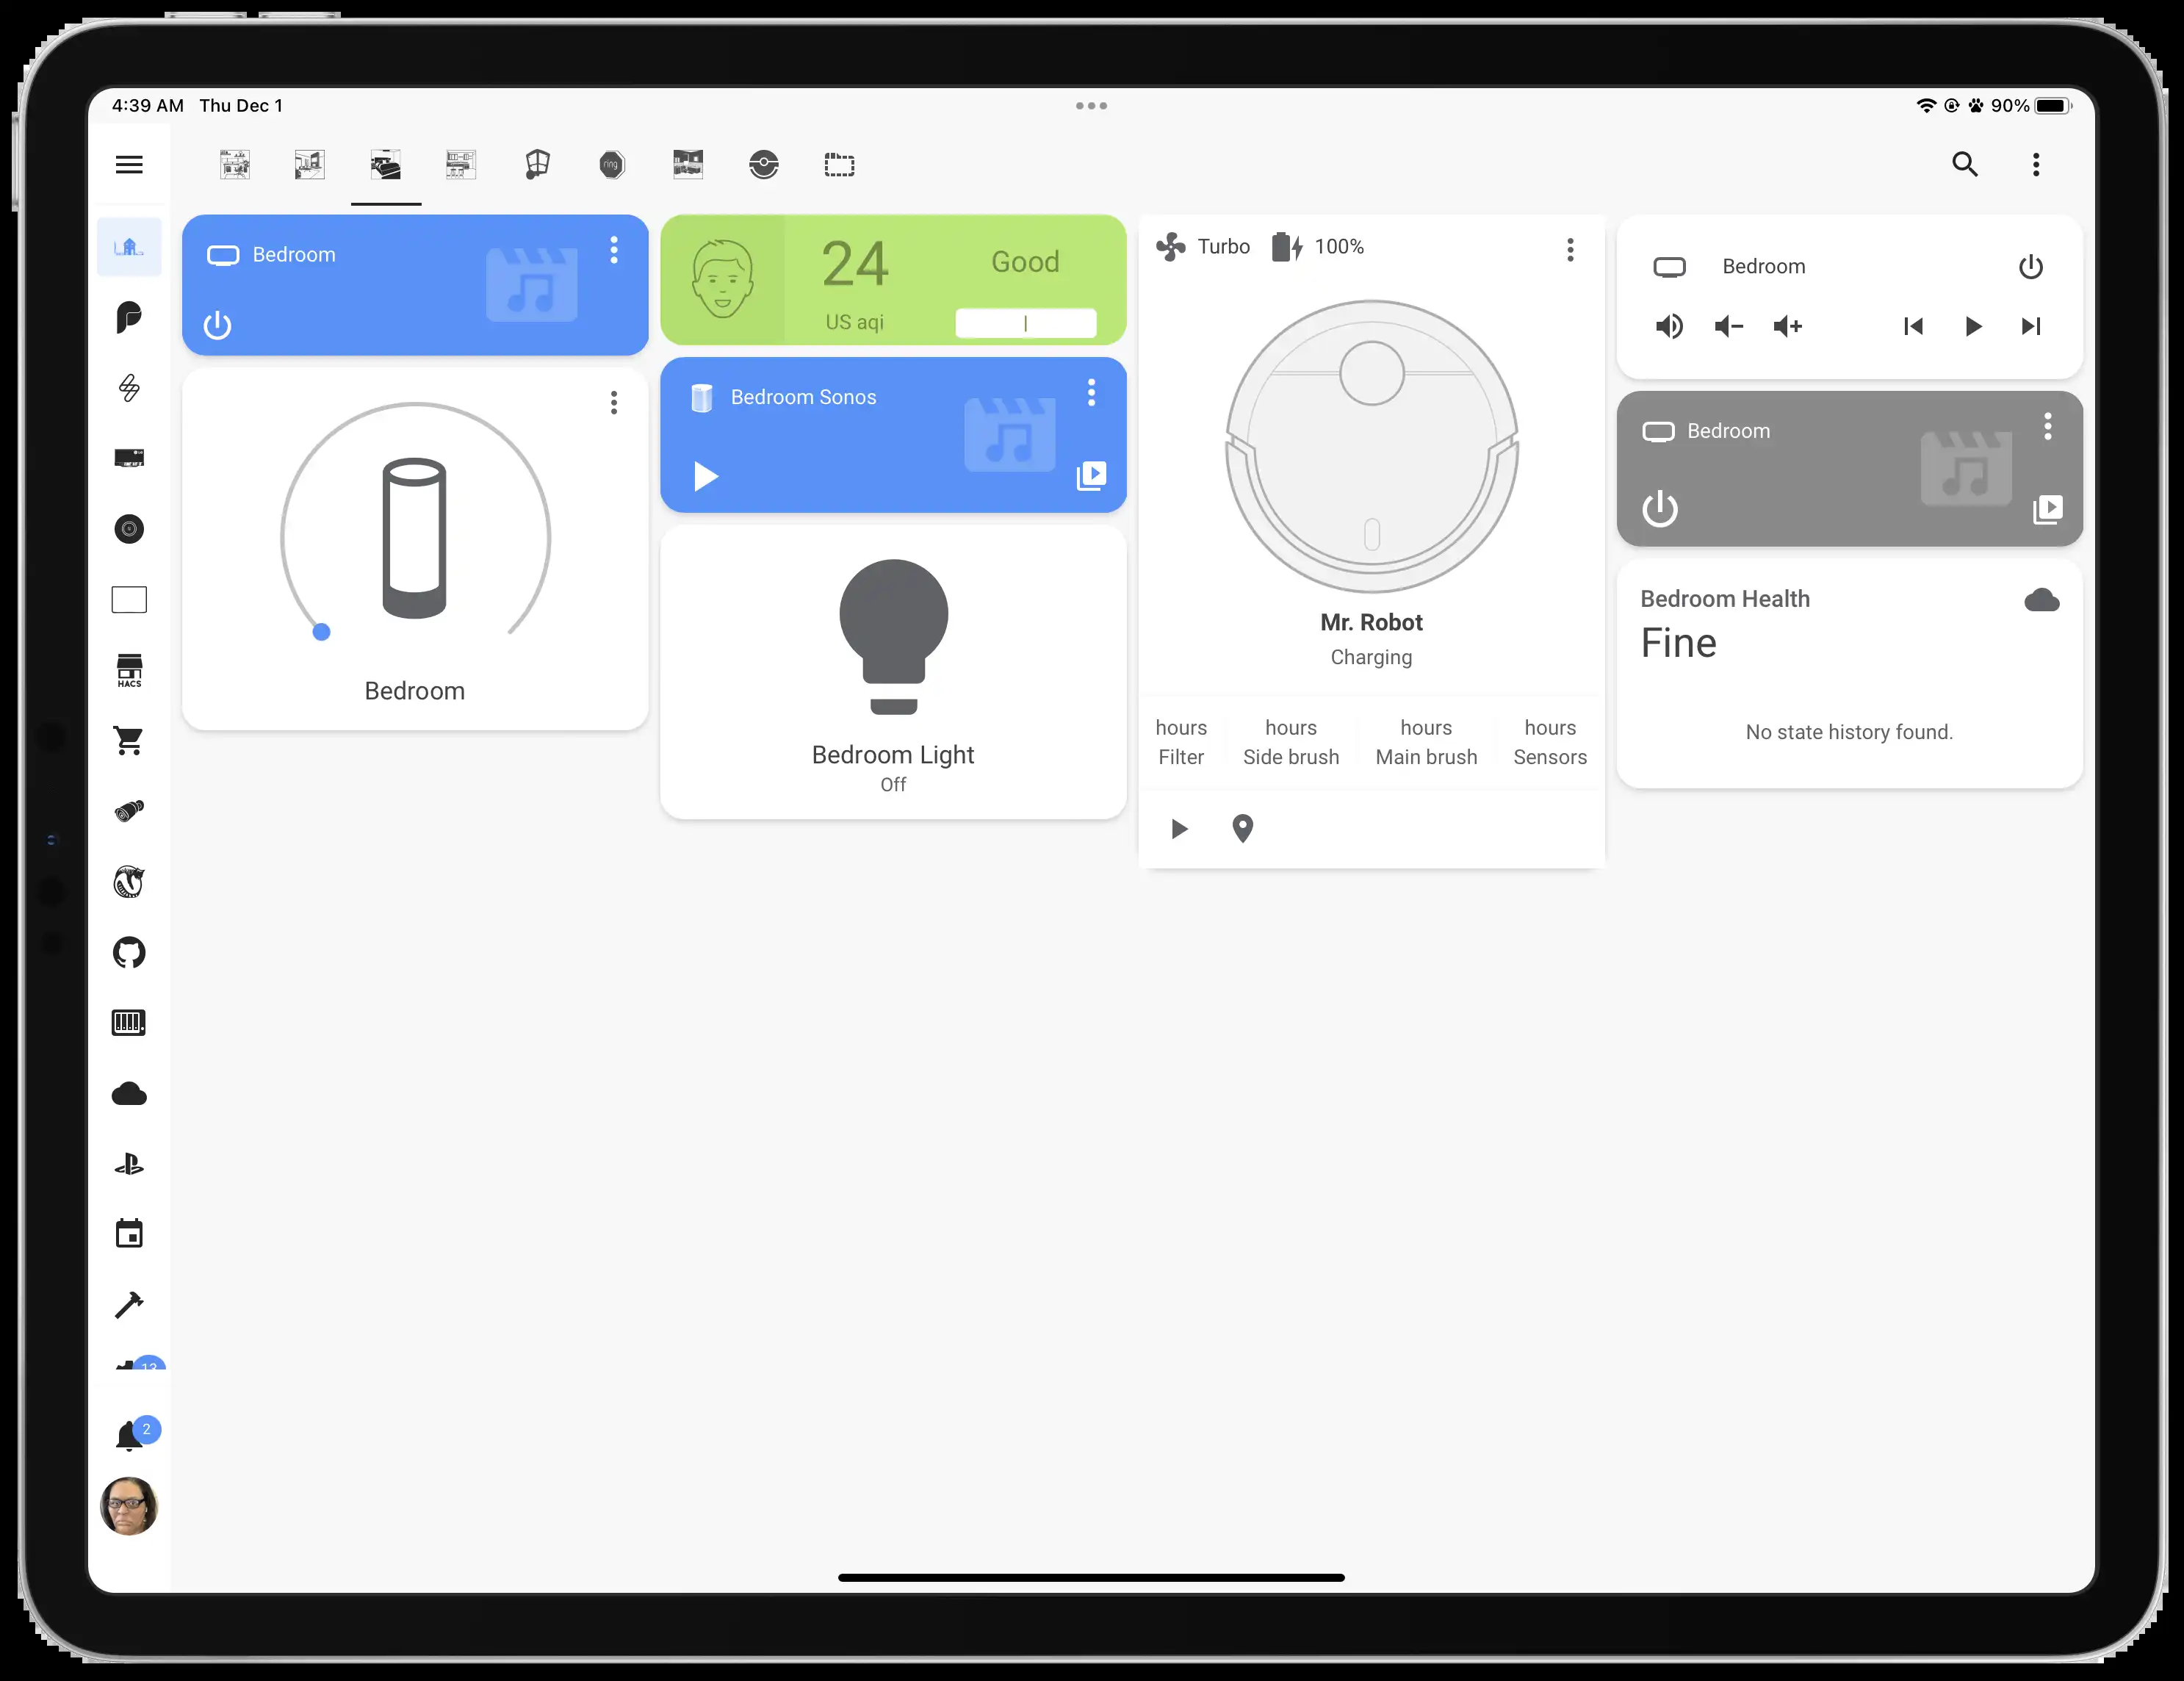 4:39 AM Thu Dec 1
90%
ring
Bedroom
Bedroom
24
US aqi
Good
Bedroom Sonos
Bedroom Light
Off
Turbo
100%
Mr. Robot
Charging
hours
Filter
hours
Side brush
hours
Main brush
hours
Sensors
Bedroom
Bedroom
Bedroom Health
Fine
No state history found.
HACS
13
2